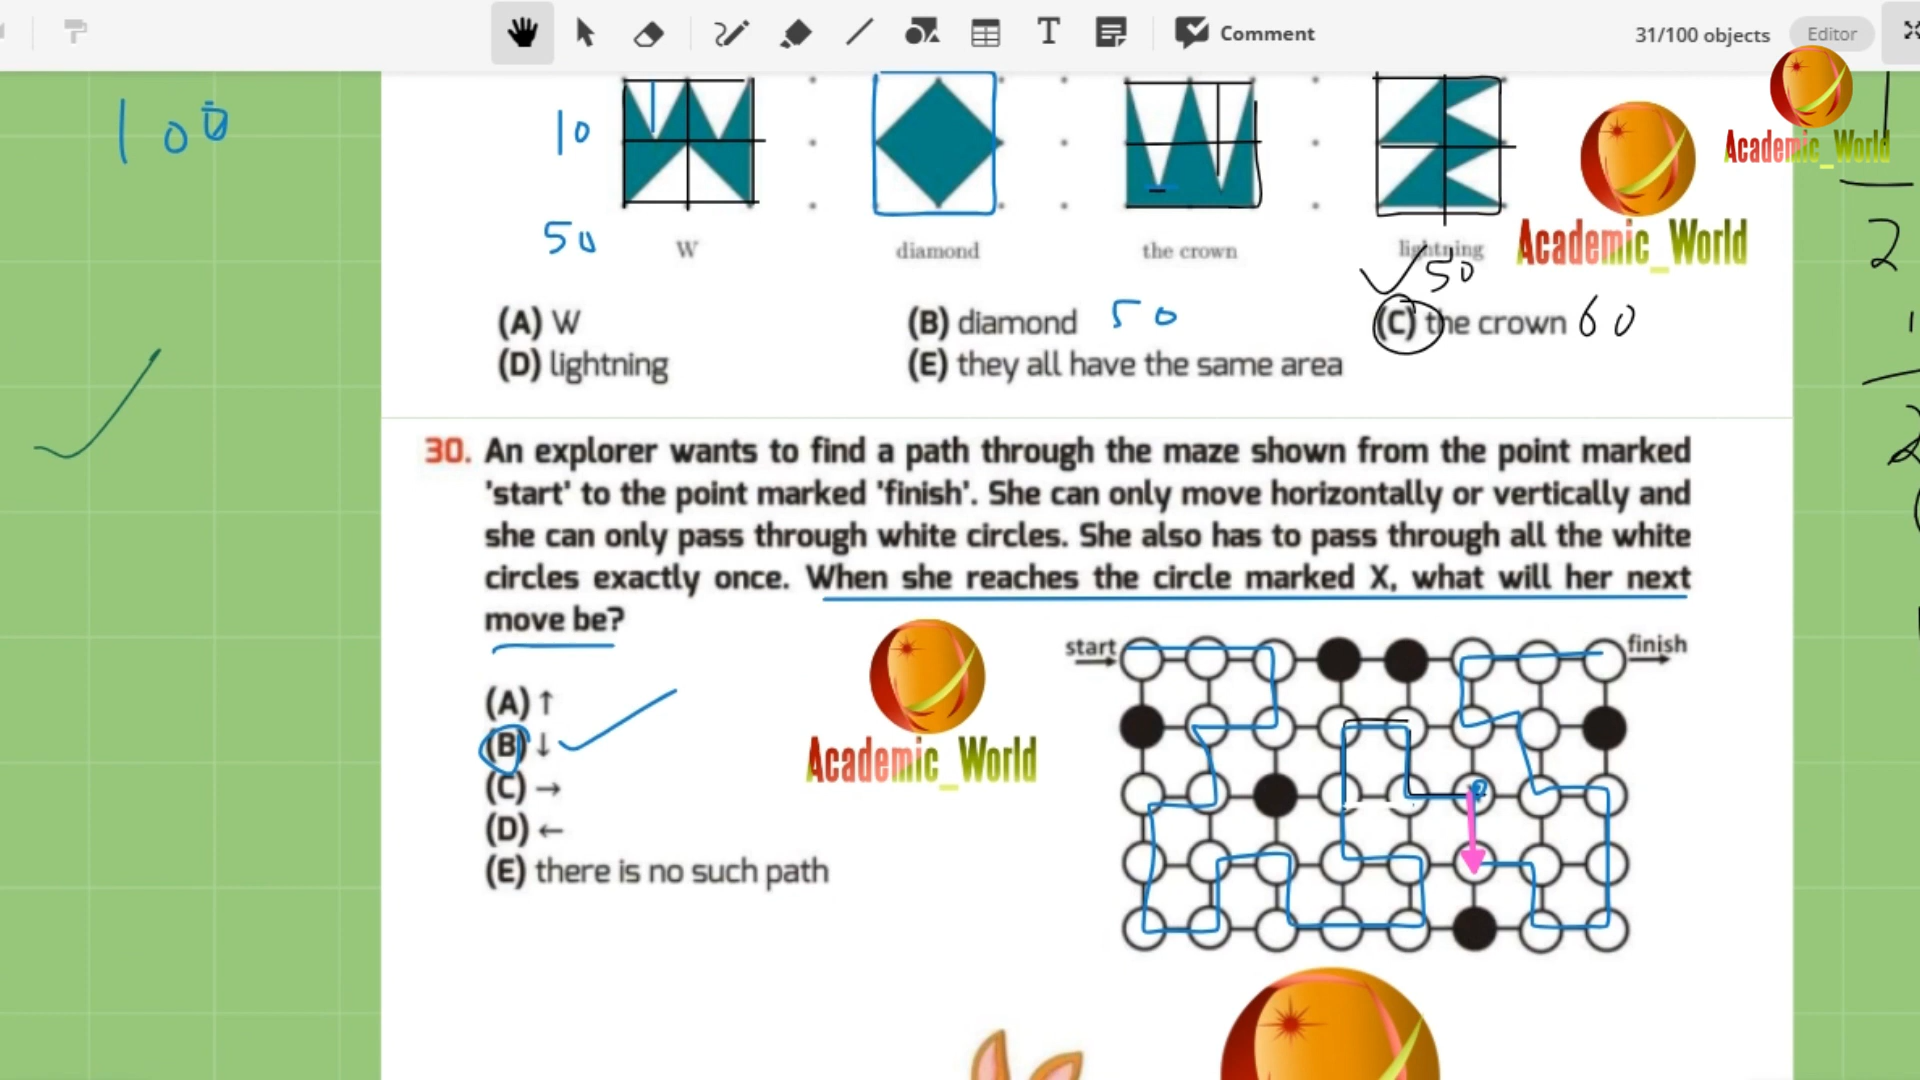 Comment
31/100 objects
Editor
100
10
50
W
diamond
the crown
lightning
50
Academic_World
Academic_World
(A) W
(B) diamond 50
(C) the crown 60
(D) lightning
(E) they all have the same area
2
30. An explorer wants to find a path through the maze shown from the point marked
'start' to the point marked 'finish'. She can only move horizontally or vertically and
she can only pass through white circles. She also has to pass through all the white
circles exactly once. When she reaches the circle marked X, what will her next
move be?
start
finish
(A) ↑
(B) ↓
(C) →
(D) ←
(E) there is no such path
Academic_World